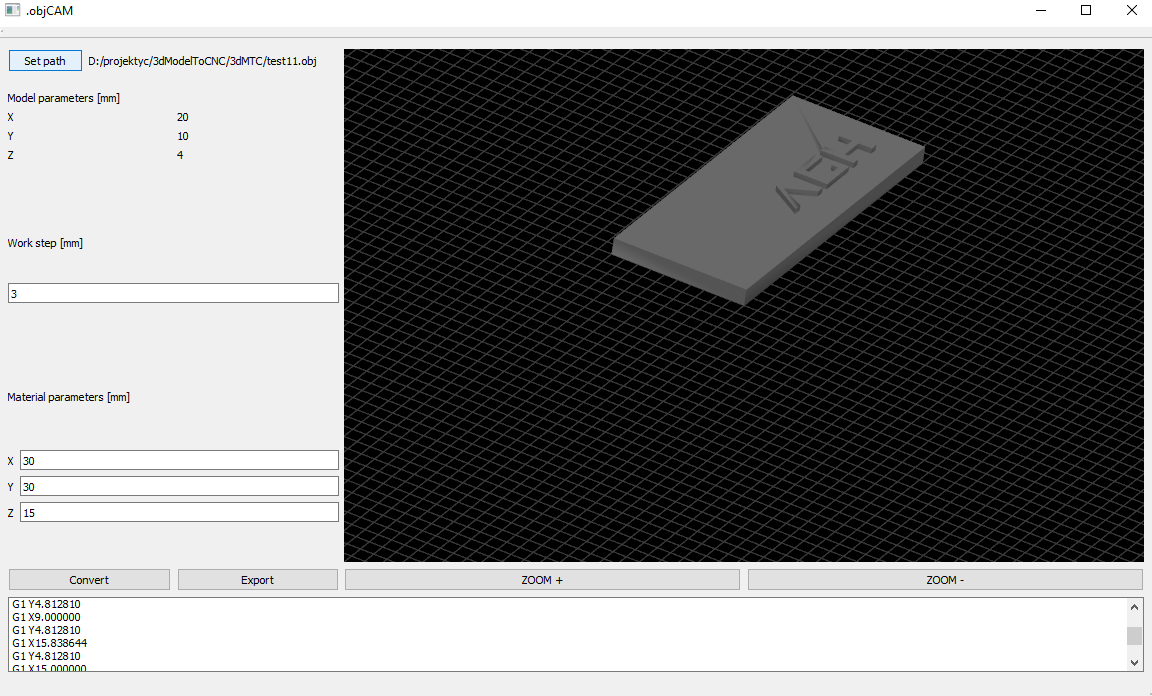 .objCAM
Set path D:/projektyc/3dModelToCNC/3dMTC/test11.obj
Model parameters [mm]
X 20
Y 10
Z 4
Work step [mm]
3
Material parameters [mm]
X 30
Y 30
Z 15
Convert Export ZOOM + ZOOM -
G1 Y4.812810
G1 X9.000000
G1 Y4.812810
G1 X15.838644
G1 Y4.812810
G1 X15.000000